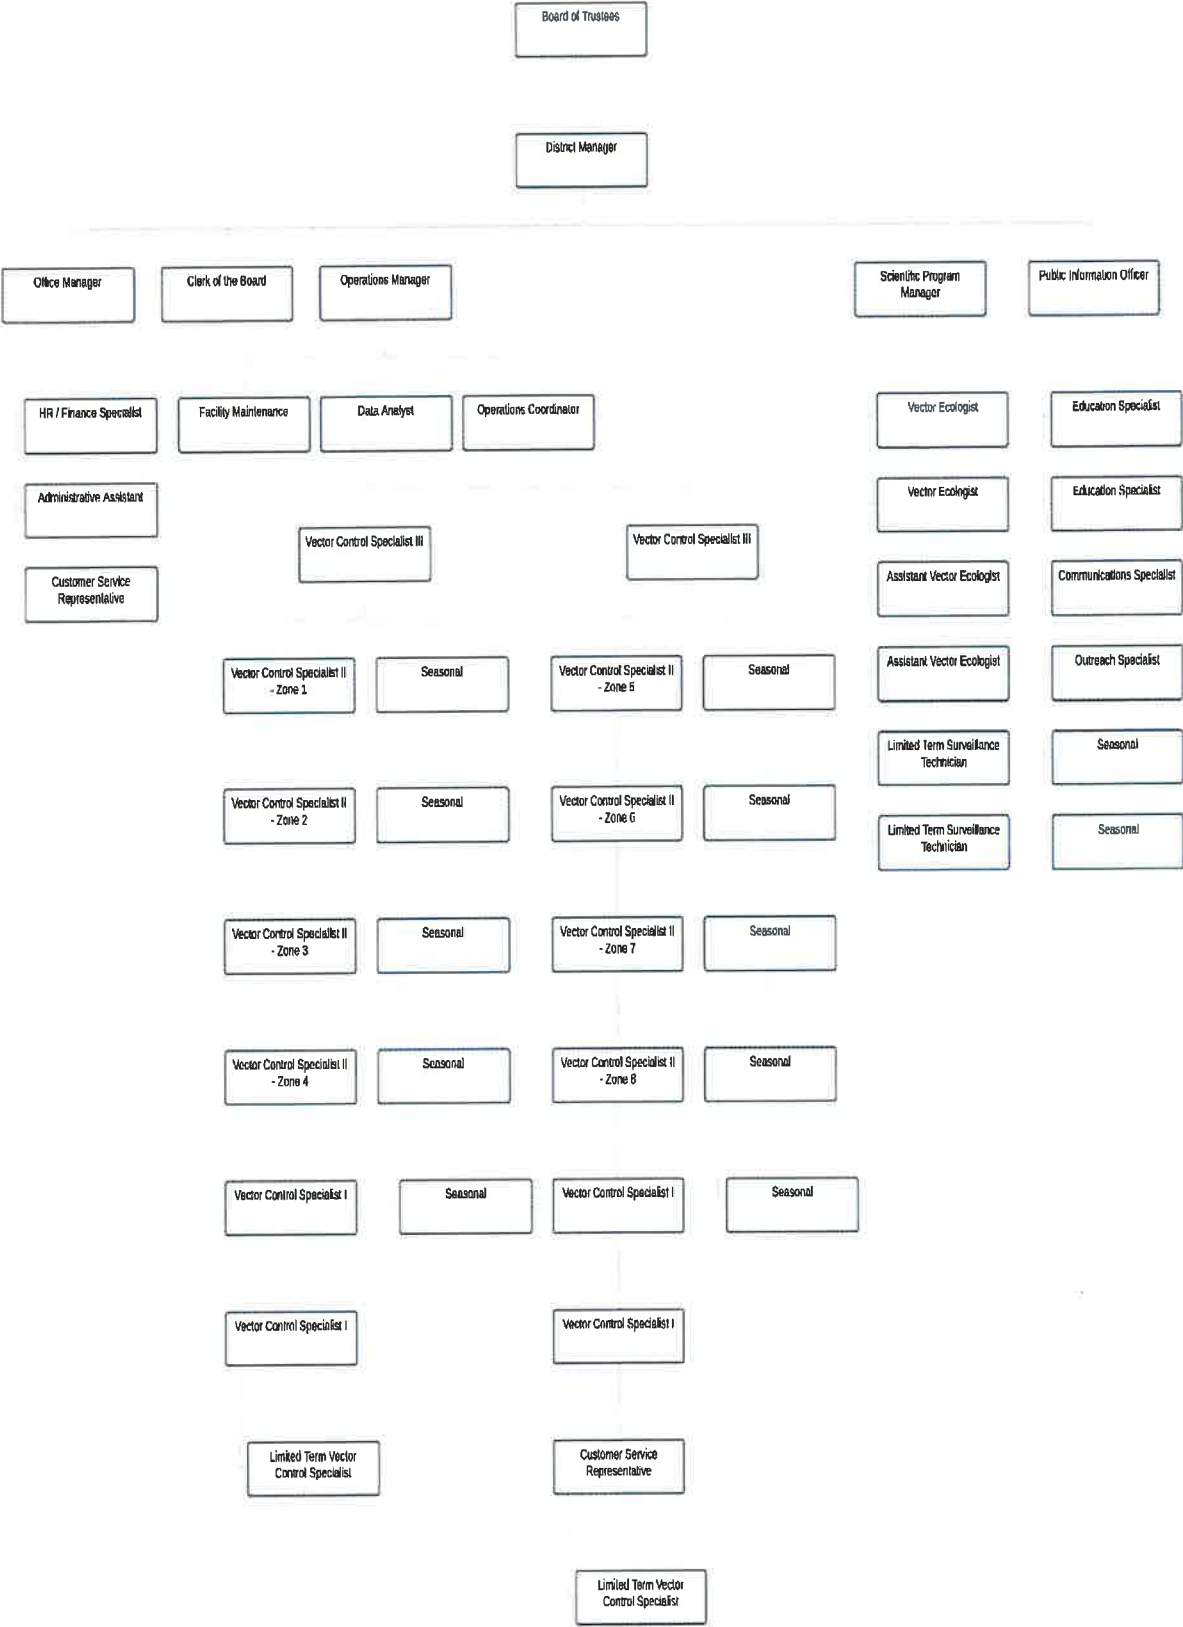 Board of Trustees
District Manager
Office Manager
Clerk of the Board
Operations Manager
Scientific Program
Manager
Public Information Officer
HR / Finance Specialist
Facility Maintenance
Data Analyst
Operations Coordinator
Vector Ecologist
Education Specialist
Administrative Assistant
Vector Ecologist
Education Specialist
Vector Control Specialist III
Vector Control Specialist III
Customer Service
Representative
Assistant Vector Ecologist
Communications Specialist
Vector Control Specialist II
- Zone 1
Seasonal
Vector Control Specialist II
- Zone 5
Seasonal
Assistant Vector Ecologist
Outreach Specialist
Limited Term Surveillance
Technician
Seasonal
Vector Control Specialist II
- Zone 2
Seasonal
Vector Control Specialist II
- Zone 6
Seasonal
Limited Term Surveillance
Technician
Seasonal
Vector Control Specialist II
- Zone 3
Seasonal
Vector Control Specialist II
- Zone 7
Seasonal
Vector Control Specialist II
- Zone 4
Seasonal
Vector Control Specialist II
- Zone 8
Seasonal
Vector Control Specialist I
Seasonal
Vector Control Specialist I
Seasonal
Vector Control Specialist I
Vector Control Specialist I
Limited Term Vector
Control Specialist
Customer Service
Representative
Limited Term Vector
Control Specialist